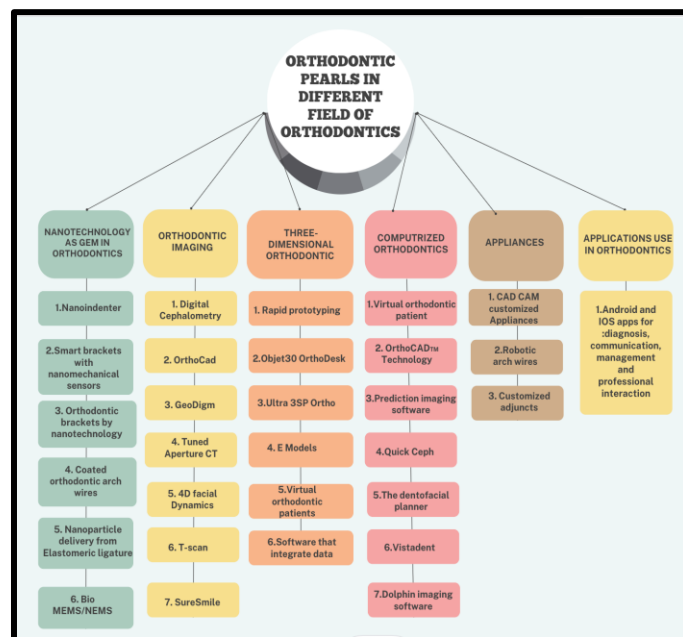 ORTHODONTIC
PEARLS IN
DIFFERENT
FIELD OF
ORTHODONTICS
NANOTECHNOLOGY
AS GEM IN
ORTHODONTICS
1.Nanoindenter
2.Smart brackets
with
nanomechanical
sensors
3. Orthodontic
brackets by
nanotechnology
4. Coated
orthodontic arch
wires
5. Nanoparticle
delivery from
Elastomeric ligature
6. Bio
MEMS/NEMS
ORTHODONTIC
IMAGING
1. Digital
Cephalometry
2. OrthoCad
3. GeoDigm
4. Tuned
Aperture CT
5. 4D facial
Dynamics
6. T-scan
7. SureSmile
THREE-
DIMENSIONAL
ORTHODONTIC
1. Rapid prototyping
2.Objet30 OrthoDesk
3.Ultra 3SP Ortho
4. E Models
5.Virtual
orthodontic
patients
6.Software that
integrate data
COMPUTRIZED
ORTHODONTICS
1.Virtual orthodontic
patient
2. OrthoCAD™
Technology
3.Prediction imaging
software
4.Quick Ceph
5.The dentofacial
planner
6.Vistadent
7.Dolphin imaging
software
APPLIANCES
1. CAD CAM
customized
Appliances
2.Robotic
arch wires
3. Customized
adjuncts
APPLICATIONS USE
IN ORTHODONTICS
1.Android and
IOS apps for
:diagnosis,
communication,
management
and
professional
interaction